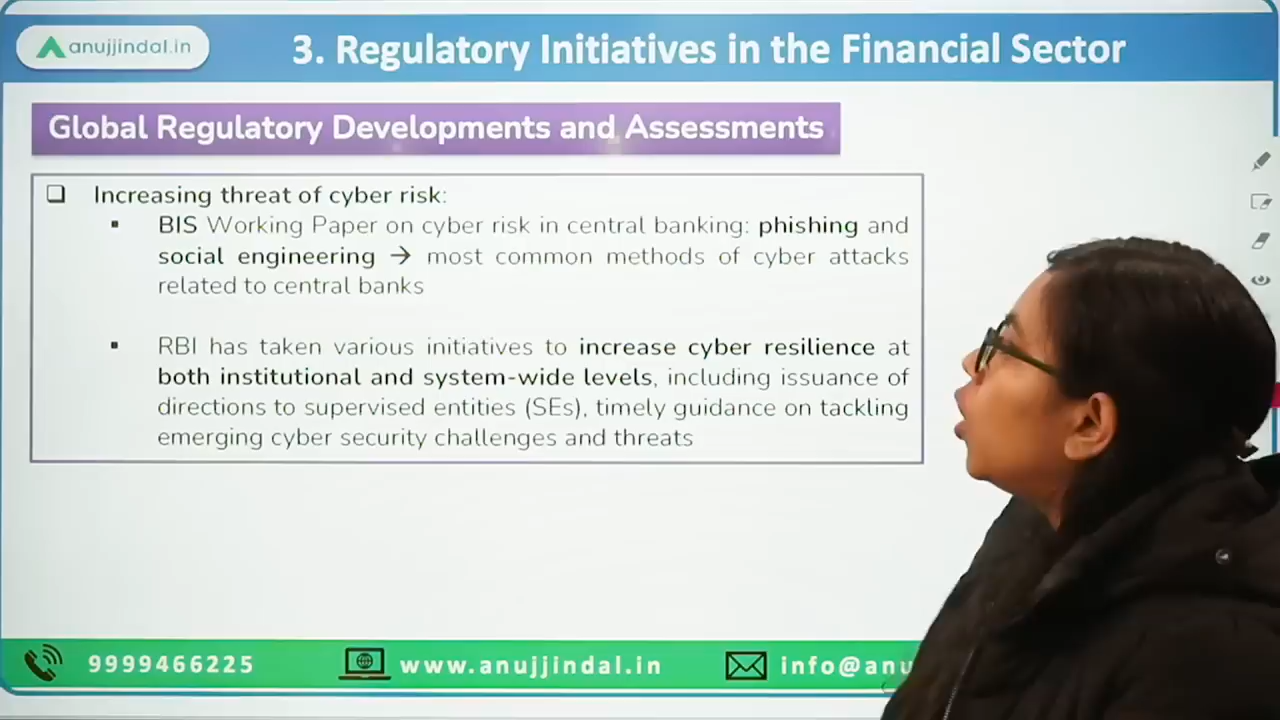 anujjindal.in
3. Regulatory Initiatives in the Financial Sector
Global Regulatory Developments and Assessments
Increasing threat of cyber risk:
BIS Working Paper on cyber risk in central banking: phishing and
social engineering → most common methods of cyber attacks
related to central banks
RBI has taken various initiatives to increase cyber resilience at
both institutional and system-wide levels, including issuance of
directions to supervised entities (SEs), timely guidance on tackling
emerging cyber security challenges and threats
9999466225
www.anujjindal.in
info@anu